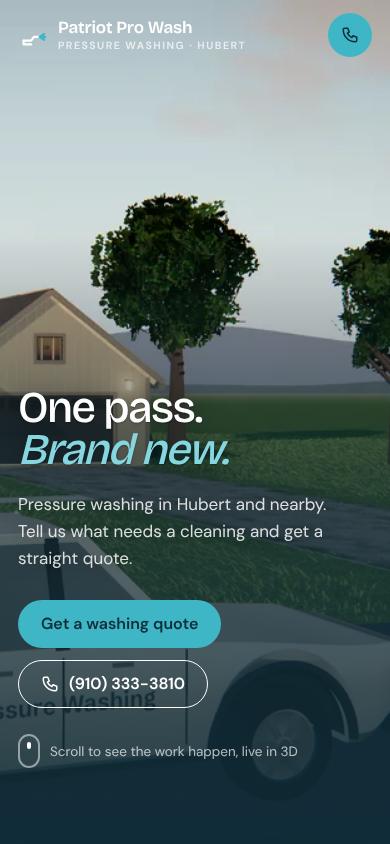 Patriot Pro Wash
PRESSURE WASHING · HUBERT
One pass.
Brand new.
Pressure washing in Hubert and nearby.
Tell us what needs a cleaning and get a
straight quote.
Get a washing quote
(910) 333-3810
ssure Washing
Scroll to see the work happen, live in 3D